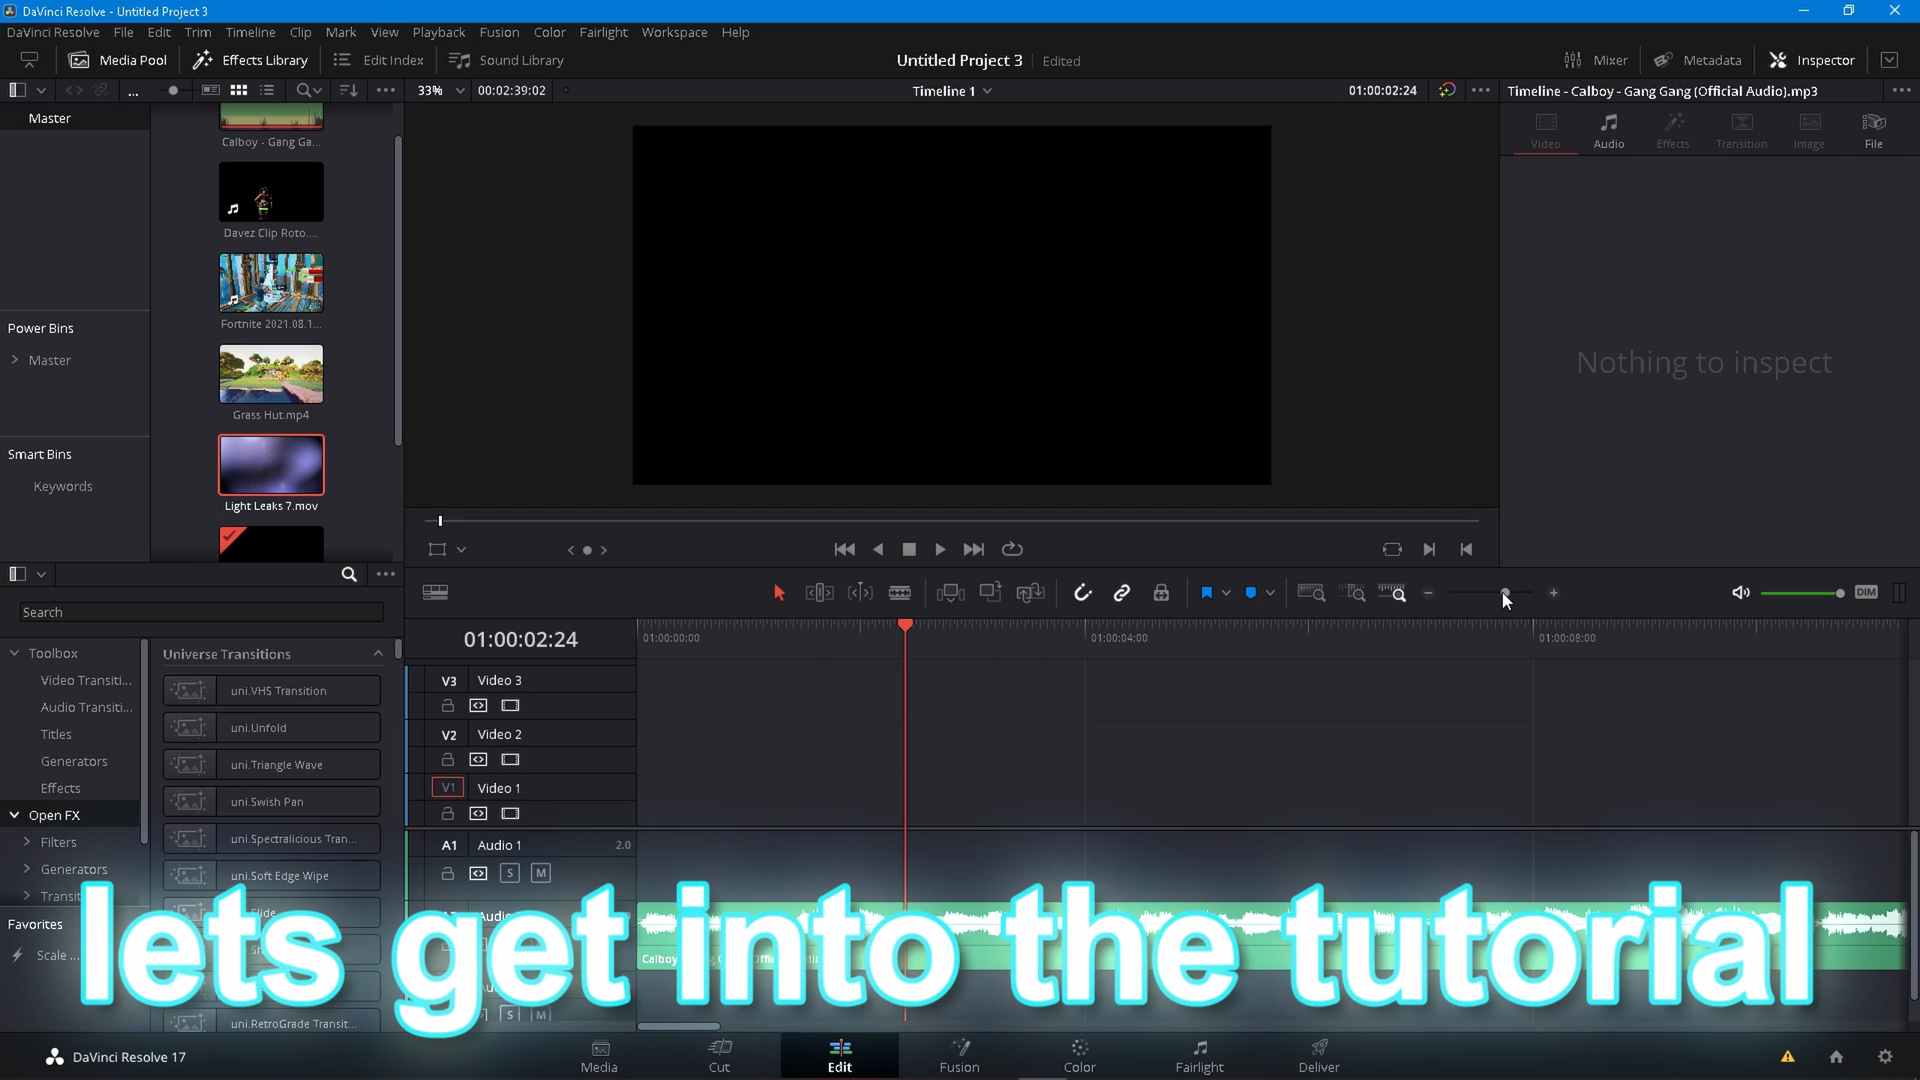 DaVinci Resolve - Untitled Project 3
DaVinci Resolve File Edit Trim Timeline Clip Mark View Playback Fusion Color Fairlight Workspace Help
Media Pool Effects Library Edit Index Sound Library Untitled Project 3 Edited Mixer Metadata Inspector
33% 00:02:39:02 Timeline 1 01:00:02:24 Timeline - Calboy - Gang Gang (Official Audio).mp3
Master
Calboy - Gang Ga...
Davez Clip Roto....
Fortnite 2021.08.1...
Grass Hut.mp4
Light Leaks 7.mov
Power Bins
Master
Smart Bins
Keywords
Video Audio Effects Transition Image File
Nothing to inspect
Search
DIM
Toolbox
Video Transiti...
Audio Transiti...
Titles
Generators
Effects
Open FX
Filters
Generators
Transit
Favorites
Scale ...
Universe Transitions
uni.VHS Transition
uni.Unfold
uni.Triangle Wave
uni.Swish Pan
uni.Spectralicious Tran...
uni.Soft Edge Wipe
uni.RetroGrade Transit...
01:00:02:24
01:00:00:00 01:00:04:00 01:00:08:00
V3 Video 3
V2 Video 2
V1 Video 1
A1 Audio 1 2.0
S M
Calboy
S M
lets get into the tutorial
DaVinci Resolve 17
Media Cut Edit Fusion Color Fairlight Deliver